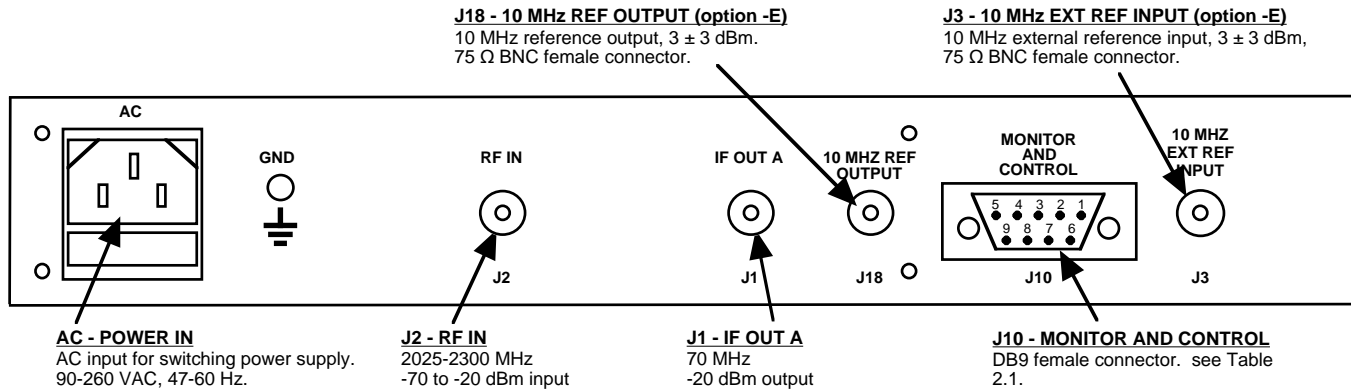 J18 - 10 MHz REF OUTPUT (option -E)
10 MHz reference output, 3 ± 3 dBm.
75 Ω BNC female connector.
J3 - 10 MHz EXT REF INPUT (option -E)
10 MHz external reference input, 3 ± 3 dBm,
75 Ω BNC female connector.
AC
GND
RF IN
IF OUT A
10 MHZ REF
OUTPUT
MONITOR
AND
CONTROL
10 MHZ
EXT REF
INPUT
5 4 3 2 1
9 8 7 6
J2
J1
J18
J10
J3
AC - POWER IN
AC input for switching power supply.
90-260 VAC, 47-60 Hz.
J2 - RF IN
2025-2300 MHz
-70 to -20 dBm input
J1 - IF OUT A
70 MHz
-20 dBm output
J10 - MONITOR AND CONTROL
DB9 female connector. see Table
2.1.